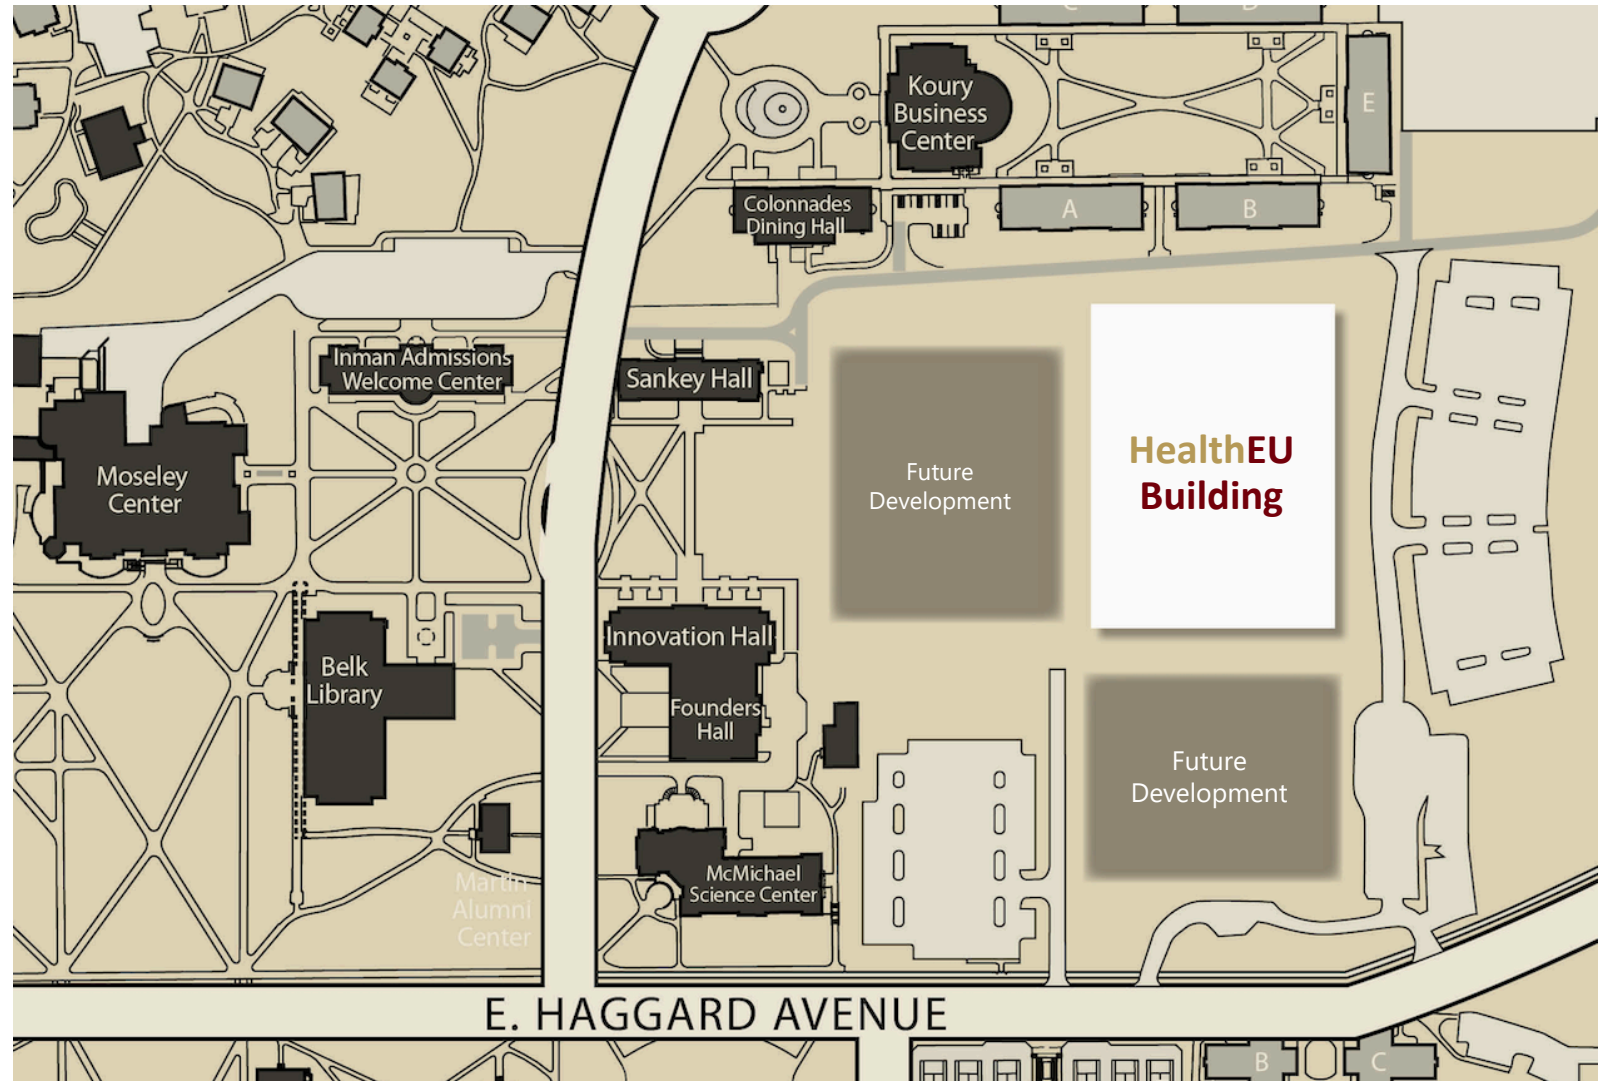 C
D
Koury
Business
Center
E
Colonnades
Dining Hall
A
B
Inman Admissions
Welcome Center
Sankey Hall
Moseley
Center
Future
Development
HealthEU
Building
Innovation Hall
Belk
Library
Founders
Hall
Future
Development
McMichael
Science Center
Martin
Alumni
Center
E. HAGGARD AVENUE
B
C